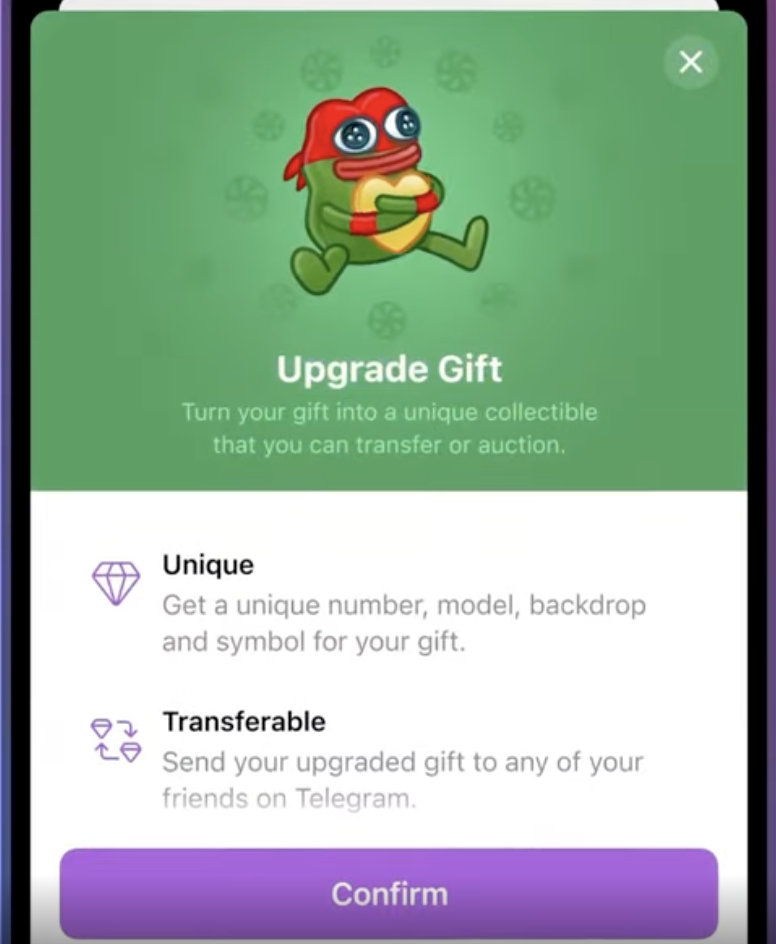 Upgrade Gift
Turn your gift into a unique collectible
that you can transfer or auction.
Unique
Get a unique number, model, backdrop
and symbol for your gift.
Transferable
Send your upgraded gift to any of your
friends on Telegram.
Confirm